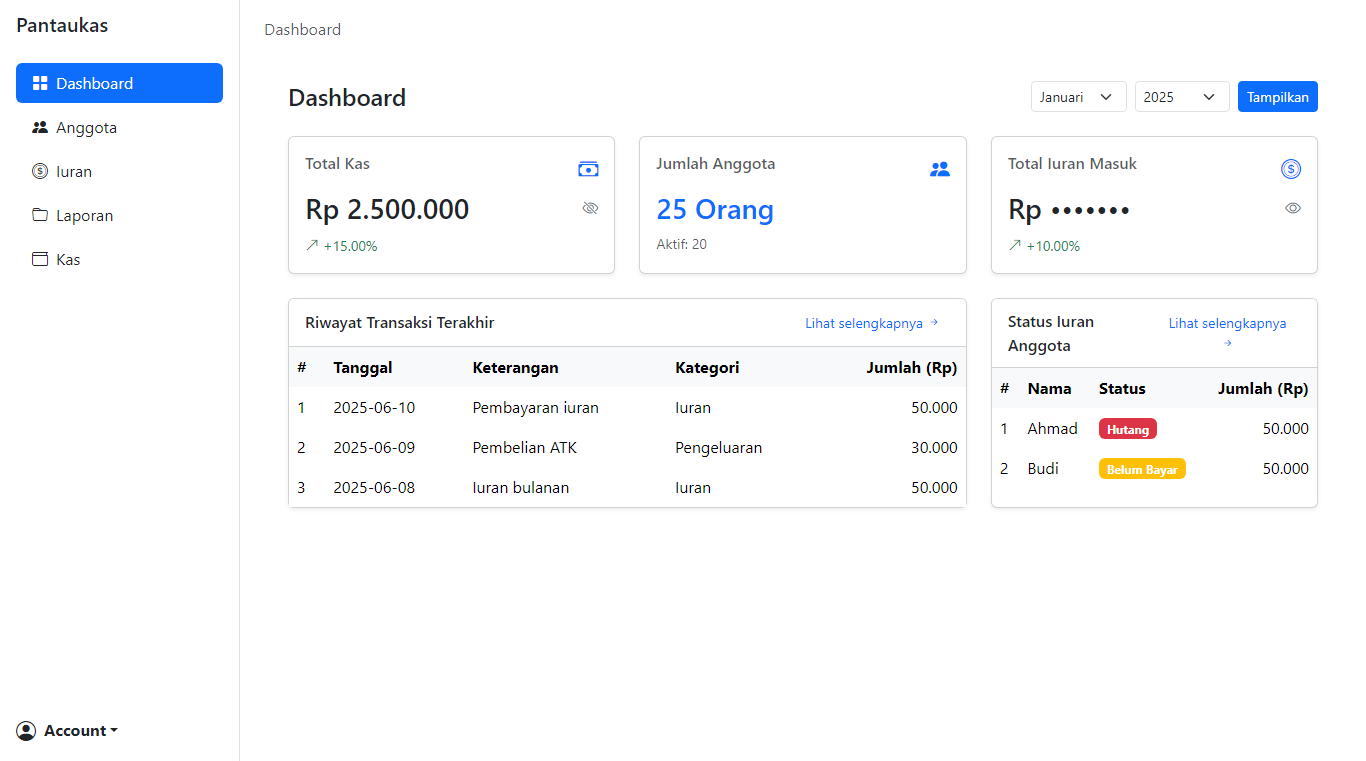 Pantaukas
Dashboard
Anggota
Iuran
Laporan
Kas
Account
Dashboard
Dashboard
Januari
2025
Tampilkan
Total Kas
Rp 2.500.000
+15.00%
Jumlah Anggota
25 Orang
Aktif: 20
Total Iuran Masuk
Rp •••••••
+10.00%
Riwayat Transaksi Terakhir
Lihat selengkapnya →
# Tanggal Keterangan Kategori Jumlah (Rp)
1 2025-06-10 Pembayaran iuran Iuran 50.000
2 2025-06-09 Pembelian ATK Pengeluaran 30.000
3 2025-06-08 Iuran bulanan Iuran 50.000
Status Iuran
Anggota
Lihat selengkapnya
→
# Nama Status Jumlah (Rp)
1 Ahmad Hutang 50.000
2 Budi Belum Bayar 50.000